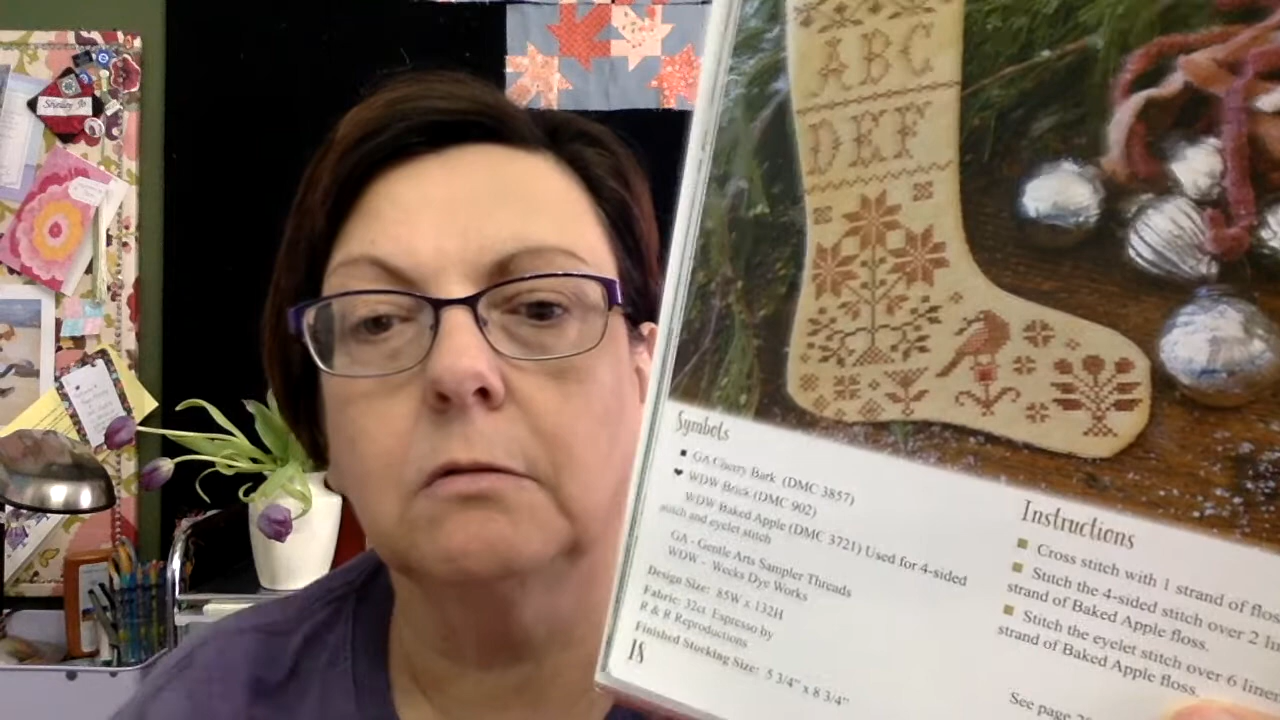 ABC
DEF
Symbols
GA Cherry Bark (DMC 3857)
WDW Brick (DMC 902)
WDW Baked Apple (DMC 3721) Used for 4-sided
stitch and eyelet stitch
GA - Gentle Arts Sampler Threads
WDW - Weeks Dye Works
Design Size: 85W x 132H
Fabric: 32ct. Espresso by
R & R Reproductions
Finished Stocking Size: 5 3/4" x 8 3/4"
18
Instructions
Cross stitch with 1 strand of
Stitch the 4-sided stitch over 2
strand of Baked Apple floss.
Stitch the eyelet stitch over 6
strand of Baked Apple floss.
See page